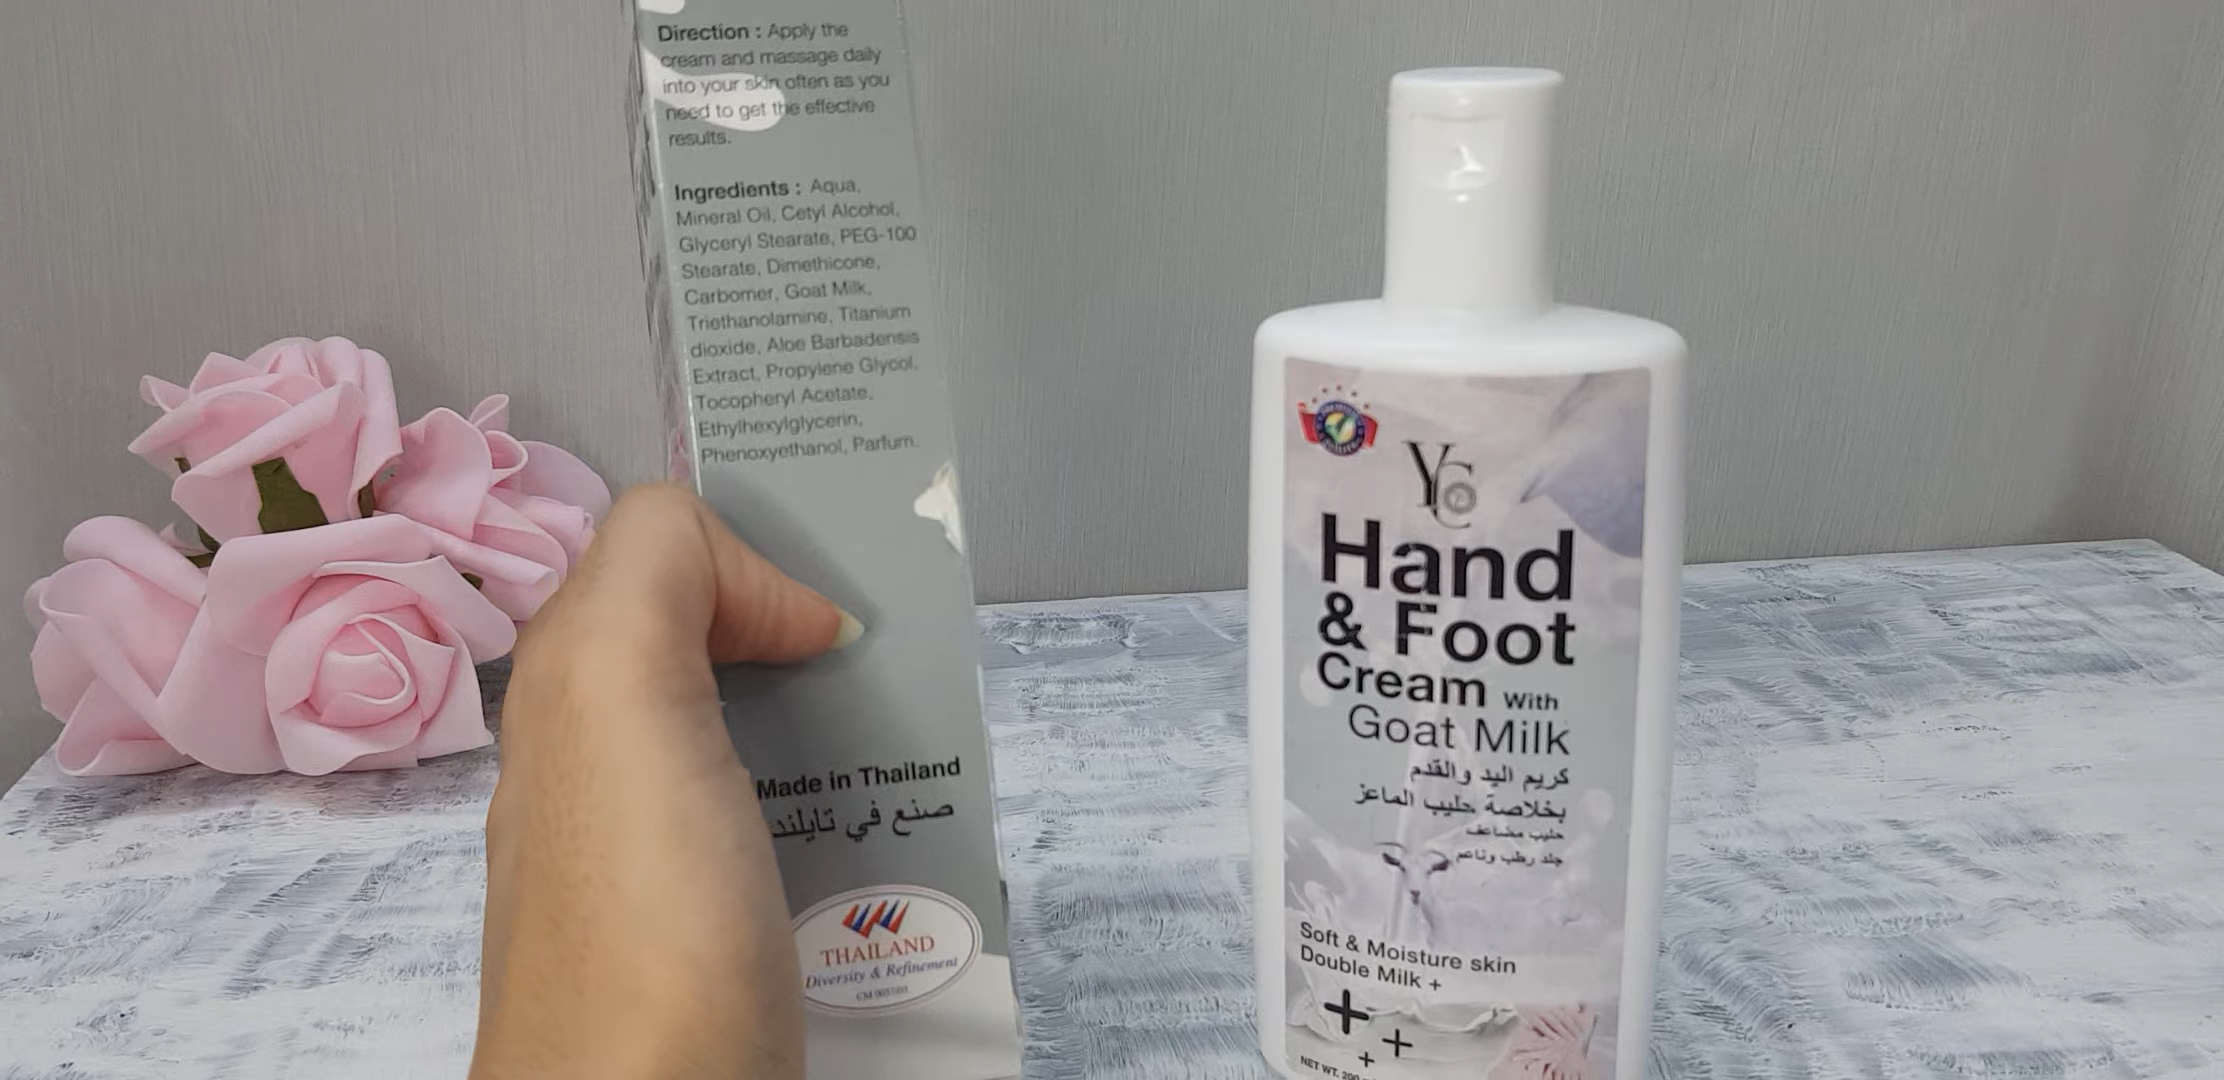 Direction : Apply the
cream and massage daily
into your skin often as you
need to get the effective
results.
Ingredients : Aqua,
Mineral Oil, Cetyl Alcohol,
Glyceryl Stearate, PEG-100
Stearate, Dimethicone,
Carbomer, Goat Milk,
Triethanolamine, Titanium
dioxide, Aloe Barbadensis
Extract, Propylene Glycol,
Tocopheryl Acetate,
Ethylhexylglycerin,
Phenoxyethanol, Parfum.
Made in Thailand
صنع في تايلند
THAILAND
Diversity & Refinement
YC
Hand
& Foot
Cream With
Goat Milk
كريم اليد والقدم
بخلاصة حليب الماعز
حليب مضاعف
جلد رطب وناعم
Soft & Moisture skin
Double Milk +
NET WT. 200